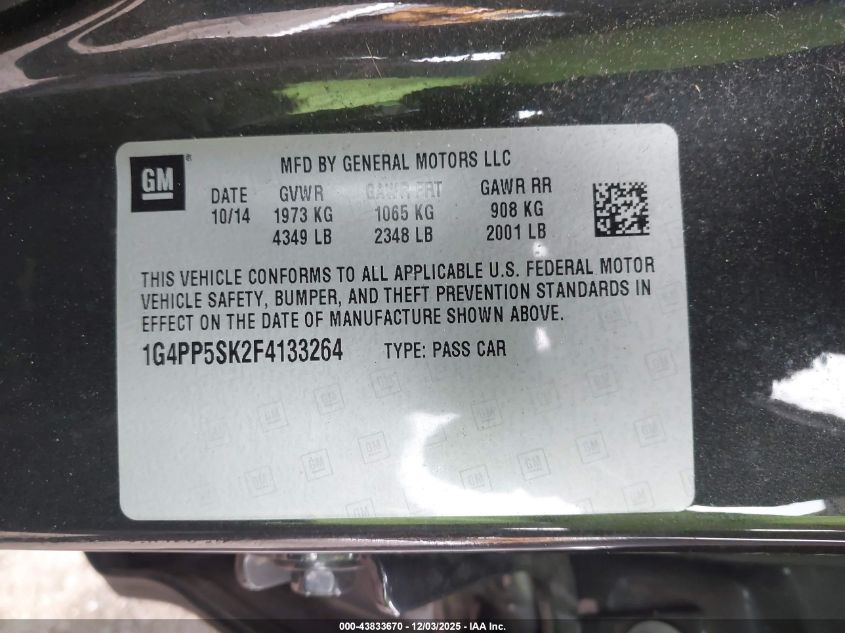 GM
MFD BY GENERAL MOTORS LLC
DATE GVWR GAWR FRT GAWR RR
10/14 1973 KG 1065 KG 908 KG
4349 LB 2348 LB 2001 LB
THIS VEHICLE CONFORMS TO ALL APPLICABLE U.S. FEDERAL MOTOR
VEHICLE SAFETY, BUMPER, AND THEFT PREVENTION STANDARDS IN
EFFECT ON THE DATE OF MANUFACTURE SHOWN ABOVE.
1G4PP5SK2F4133264 TYPE: PASS CAR
000-43833670 - 12/03/2025 - IAA Inc.